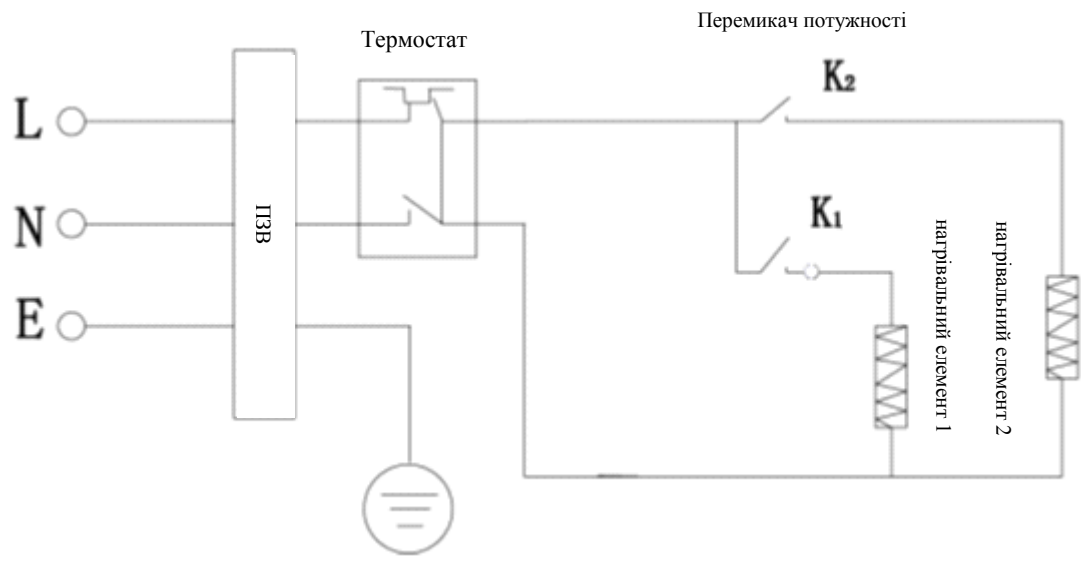 Перемикач потужності
Термостат
K2
L
N
ПЗВ
K1
нагрівальний елемент 1
нагрівальний елемент 2
E